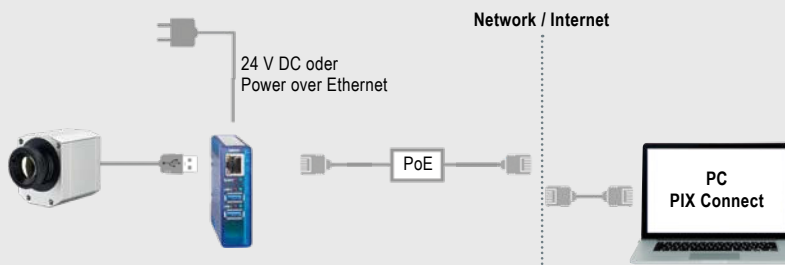 Network / Internet
24 V DC oder
Power over Ethernet
PoE
PC
PIX Connect